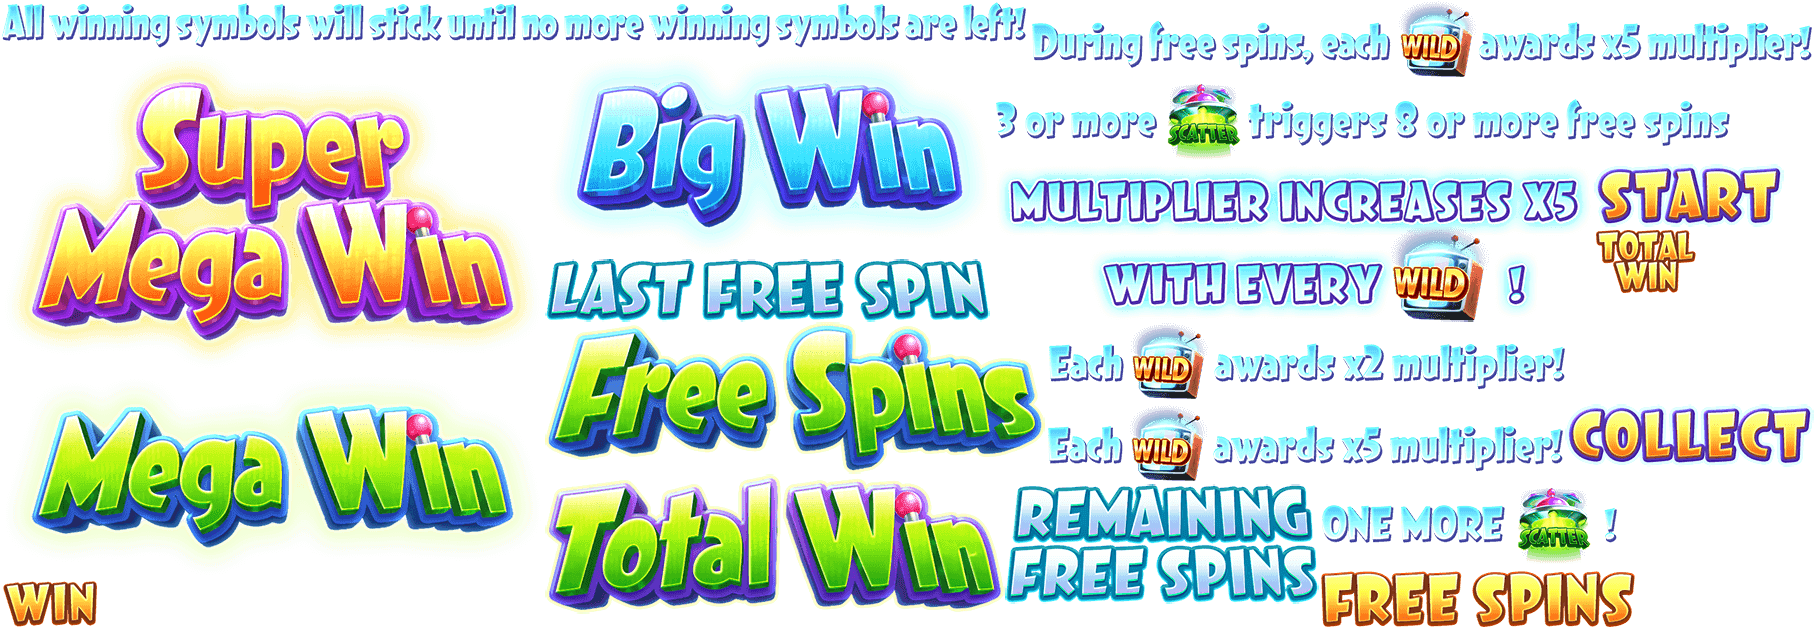 All winning symbols will stick until no more winning symbols are left!
During free spins, each WILD awards x5 multiplier!
Super
Mega Win
Big Win
3 or more SCATTER triggers 8 or more free spins
MULTIPLIER INCREASES X5
WITH EVERY WILD !
START
TOTAL
WIN
LAST FREE SPIN
Free Spins
Each WILD awards x2 multiplier!
Each WILD awards x5 multiplier!
COLLECT
Mega Win
Total Win
REMAINING
FREE SPINS
ONE MORE SCATTER !
FREE SPINS
WIN